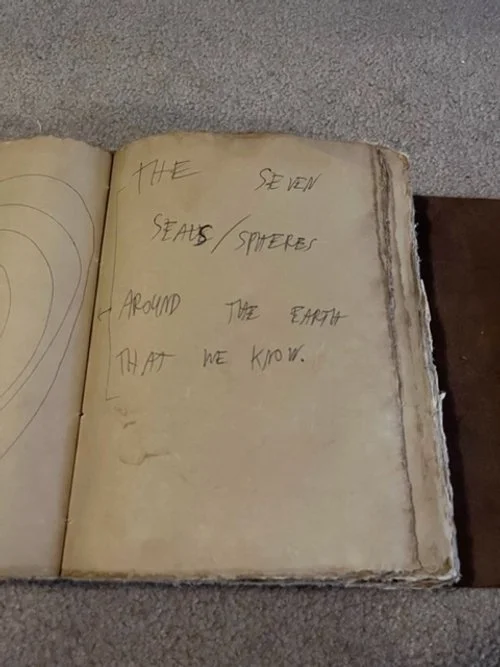 THE SEVEN
SEALS/SPHERES
AROUND THE EARTH
THAT WE KNOW.